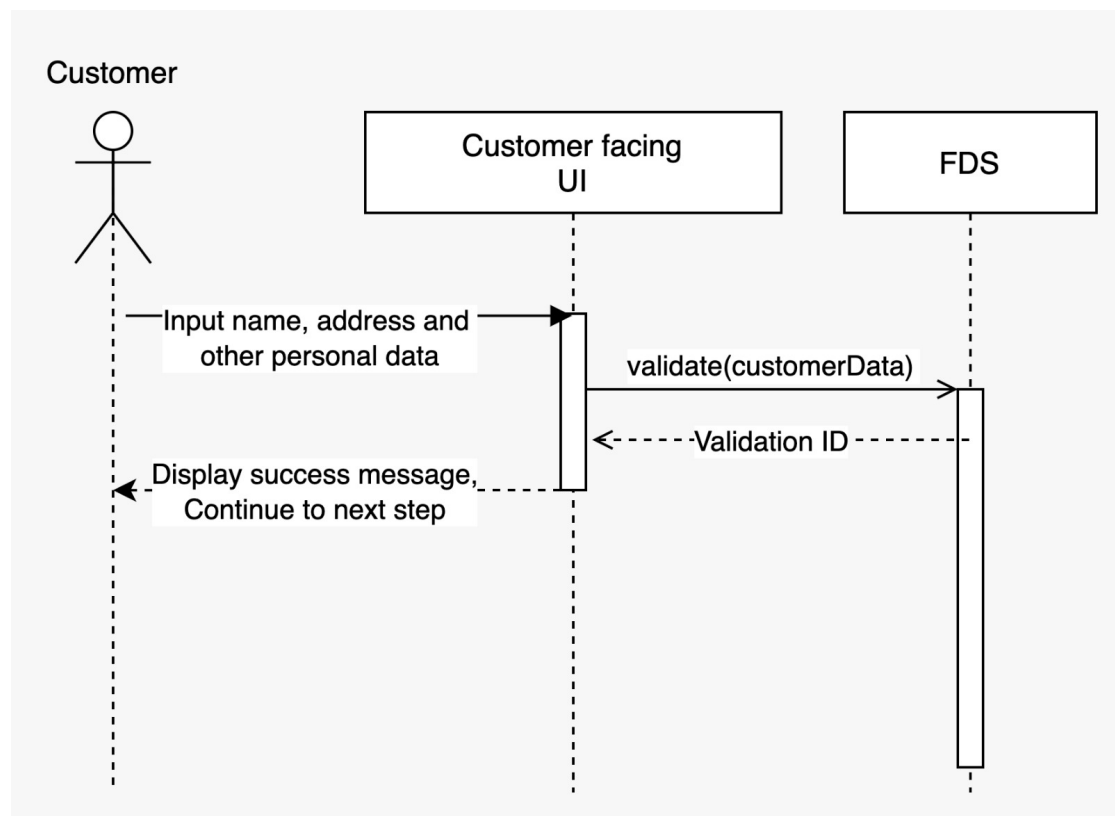 Customer
Customer facing
UI
FDS
Input name, address and
other personal data
validate(customerData)
Validation ID
Display success message,
Continue to next step